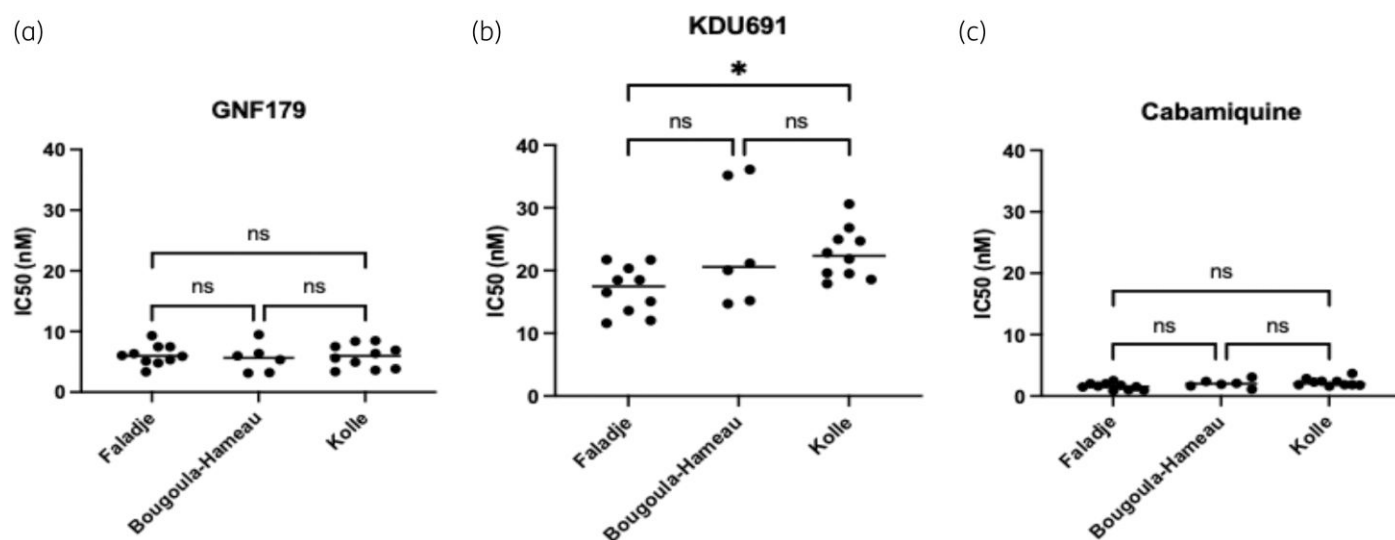 (a)
GNF179
40
30
20
10
0
IC50 (nM)
ns
ns
ns
Faladje
Bougoula-Hameau
Kolle
(b)
KDU691
*
ns
ns
40
30
20
10
0
IC50 (nM)
Faladje
Bougoula-Hameau
Kolle
(c)
Cabamiquine
40
30
20
10
0
IC50 (nM)
ns
ns
ns
Faladje
Bougoula-Hameau
Kolle